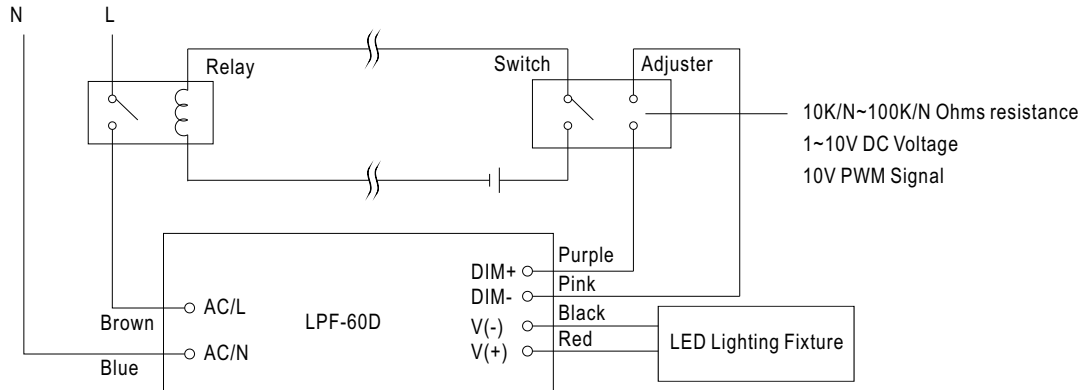 N L
Relay
Switch
Adjuster
10K/N~100K/N Ohms resistance
1~10V DC Voltage
10V PWM Signal
Purple
DIM+
Pink
DIM-
Black
V(-)
Red
V(+)
AC/L
Brown
LPF-60D
AC/N
Blue
LED Lighting Fixture